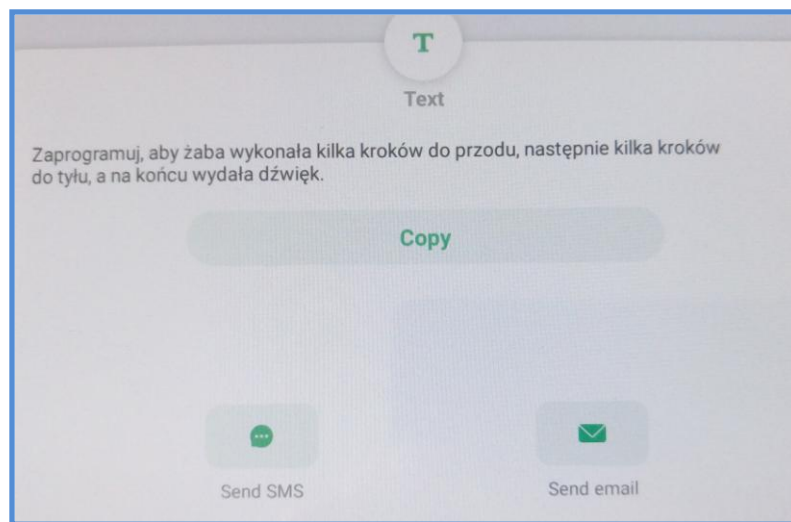 T
Text
Zaprogramuj, aby żaba wykonała kilka kroków do przodu, następnie kilka kroków
do tyłu, a na końcu wydała dźwięk.
Copy
Send SMS
Send email